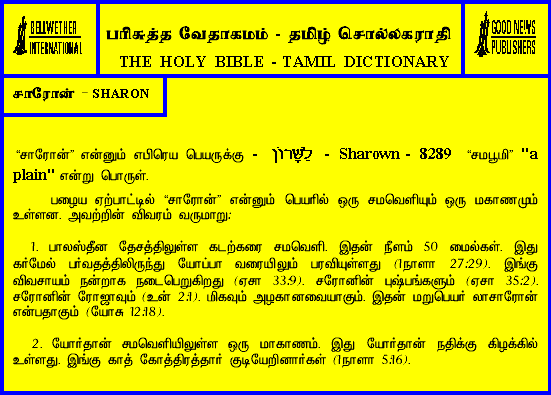 BELLWETHER
INTERNATIONAL
பரிசுத்த வேதாகமம் - தமிழ் சொல்லகராதி
THE HOLY BIBLE - TAMIL DICTIONARY
GOOD NEWS
PUBLISHERS
சாரோன் – SHARON
“சாரோன்” என்னும் எபிரெய பெயருக்கு - לַשָּׁרוֹן - Sharown - 8289 “சமபூமி” "a
plain" என்று பொருள்.
பழைய ஏற்பாட்டில் “சாரோன்” என்னும் பெயரில் ஒரு சமவெளியும் ஒரு மகாணமும்
உள்ளன. அவற்றின் விவரம் வருமாறு:
1. பாலஸ்தீன தேசத்திலுள்ள கடற்கரை சமவெளி. இதன் நீளம் 50 மைல்கள். இது
கர்மேல் பர்வதத்திலிருந்து யோப்பா வரையிலும் பரவியுள்ளது (1நாளா 27:29). இங்கு
விவசாயம் நன்றாக நடைபெறுகிறது (ஏசா 33:9). சரோனின் புஷ்பங்களும் (ஏசா 35:2).
சரோனின் ரோஜாவும் (உன் 2:1). மிகவும் அழகானவையாகும். இதன் மறுபெயர் லாசாரோன்
என்பதாகும் (யோசு 12:18).
2. யோர்தான் சமவெளியிலுள்ள ஒரு மாகாணம். இது யோர்தான் நதிக்கு கிழக்கில்
உள்ளது. இங்கு காத் கோத்திரத்தார் குடியேறினார்கள் (1நாளா 5:16).